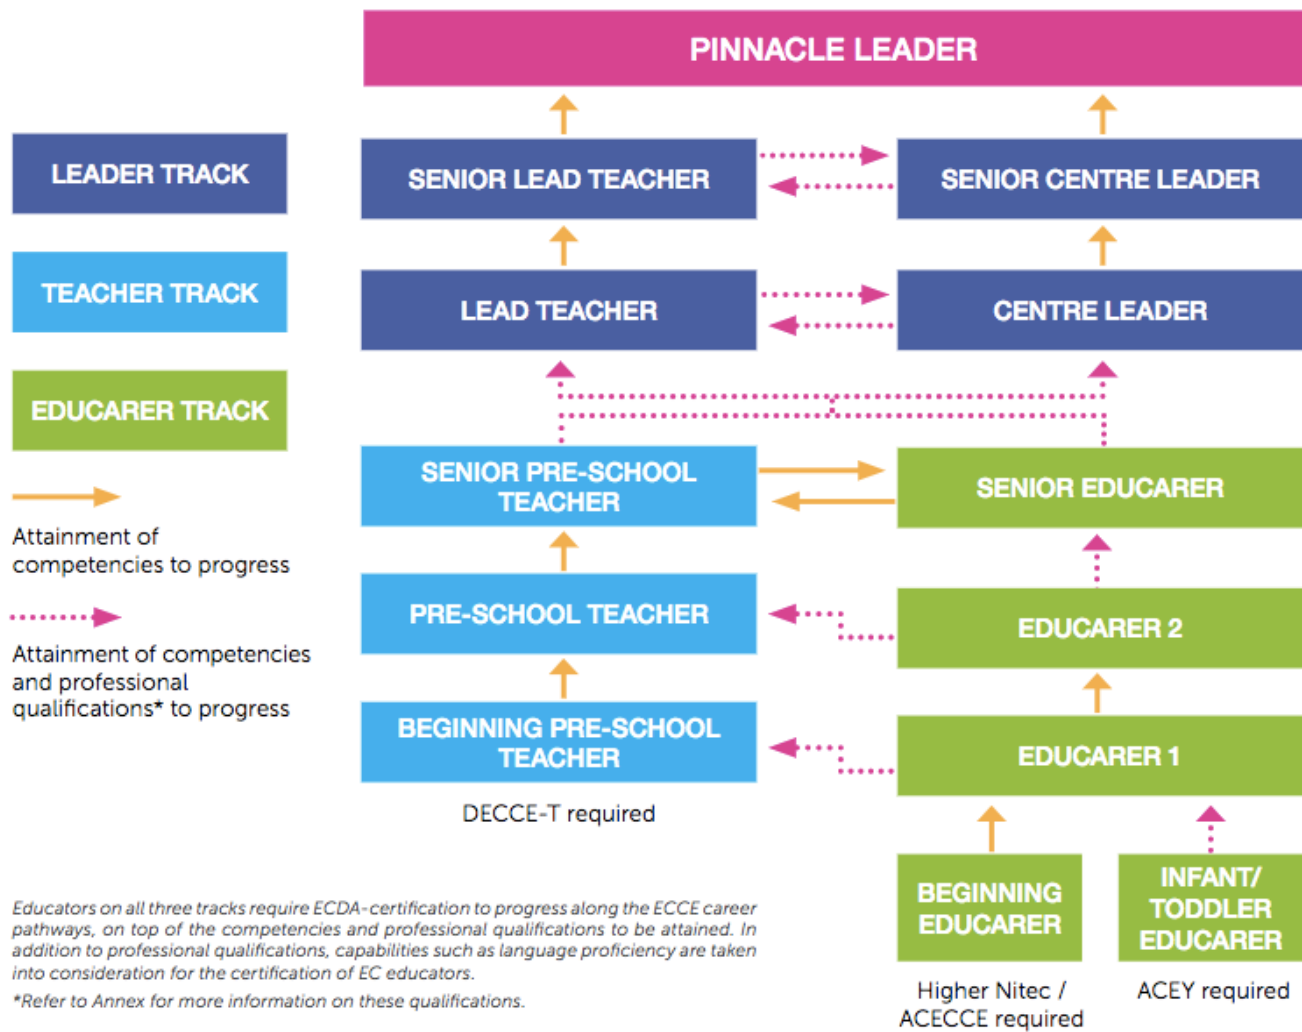 PINNACLE LEADER
LEADER TRACK
SENIOR LEAD TEACHER
SENIOR CENTRE LEADER
TEACHER TRACK
LEAD TEACHER
CENTRE LEADER
EDUCARER TRACK
SENIOR PRE-SCHOOL
TEACHER
SENIOR EDUCARER
Attainment of
competencies to progress
PRE-SCHOOL TEACHER
EDUCARER 2
Attainment of competencies
and professional
qualifications* to progress
BEGINNING PRE-SCHOOL
TEACHER
EDUCARER 1
DECCE-T required
BEGINNING
EDUCARER
INFANT/
TODDLER
EDUCARER
Higher Nitec /
ACECCE required
ACEY required
Educators on all three tracks require ECDA-certification to progress along the ECCE career
pathways, on top of the competencies and professional qualifications to be attained. In
addition to professional qualifications, capabilities such as language proficiency are taken
into consideration for the certification of EC educators.
*Refer to Annex for more information on these qualifications.